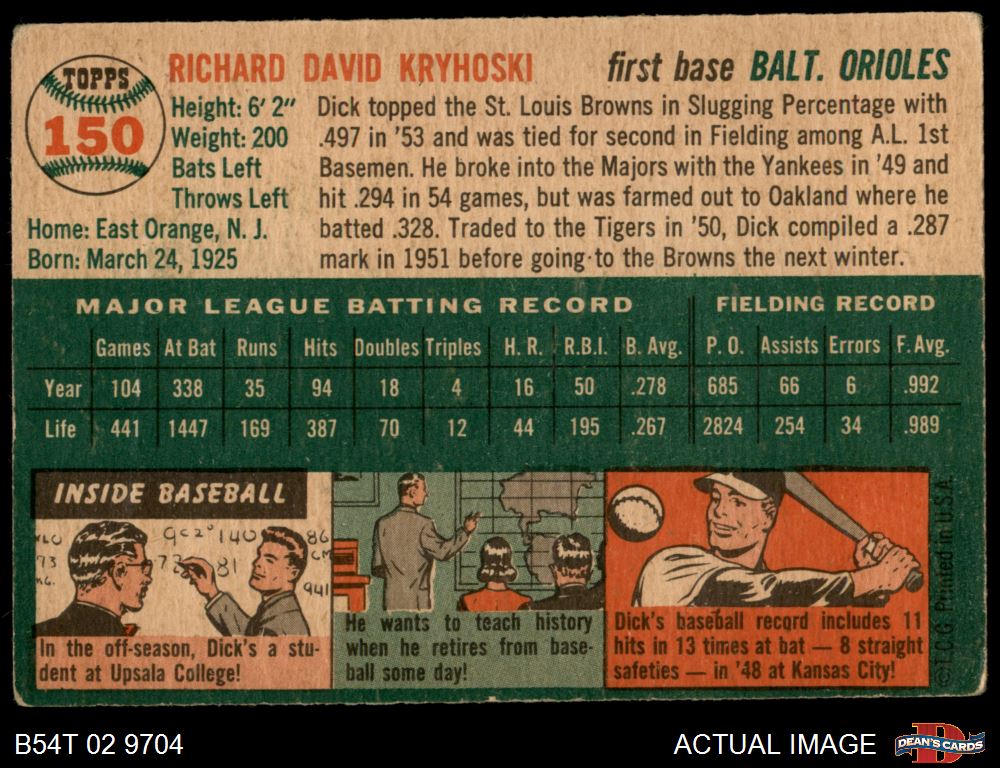 TOPPS
150
RICHARD DAVID KRYHOSKI
first base BALT. ORIOLES
Height: 6' 2"
Weight: 200
Bats Left
Throws Left
Home: East Orange, N. J.
Born: March 24, 1925
Dick topped the St. Louis Browns in Slugging Percentage with
.497 in '53 and was tied for second in Fielding among A.L. 1st
Basemen. He broke into the Majors with the Yankees in '49 and
hit .294 in 54 games, but was farmed out to Oakland where he
batted .328. Traded to the Tigers in '50, Dick compiled a .287
mark in 1951 before going to the Browns the next winter.
MAJOR LEAGUE BATTING RECORD FIELDING RECORD
Games At Bat Runs Hits Doubles Triples H. R. R.B.I. B. Avg. P. O. Assists Errors F. Avg.
Year 104 338 35 94 18 4 16 50 .278 685 66 6 .992
Life 441 1447 169 387 70 12 44 195 .267 2824 254 34 .989
INSIDE BASEBALL
9c2° 140 86
73 72 81 CM
MG. 941
In the off-season, Dick's a stu-
dent at Upsala College!
He wants to teach history
when he retires from base-
ball some day!
Dick's baseball record includes 11
hits in 13 times at bat — 8 straight
safeties — in '48 at Kansas City!
©T.C.G. Printed in U.S.A.
B54T 02 9704
ACTUAL IMAGE
D
DEAN'S CARDS